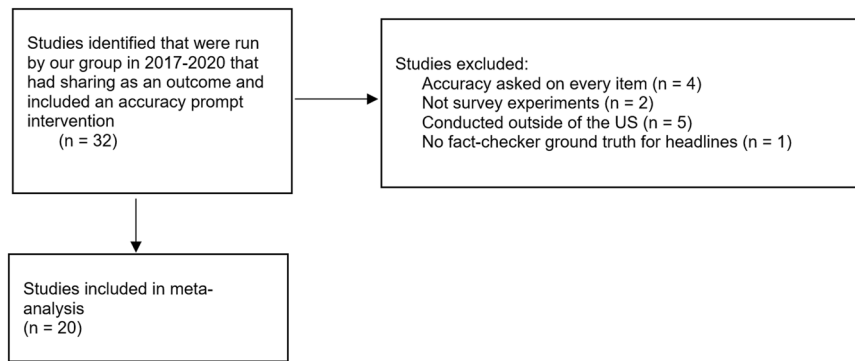 Studies identified that were run
by our group in 2017-2020 that
had sharing as an outcome and
included an accuracy prompt
intervention
(n = 32)
Studies excluded:
Accuracy asked on every item (n = 4)
Not survey experiments (n = 2)
Conducted outside of the US (n = 5)
No fact-checker ground truth for headlines (n = 1)
Studies included in meta-
analysis
(n = 20)